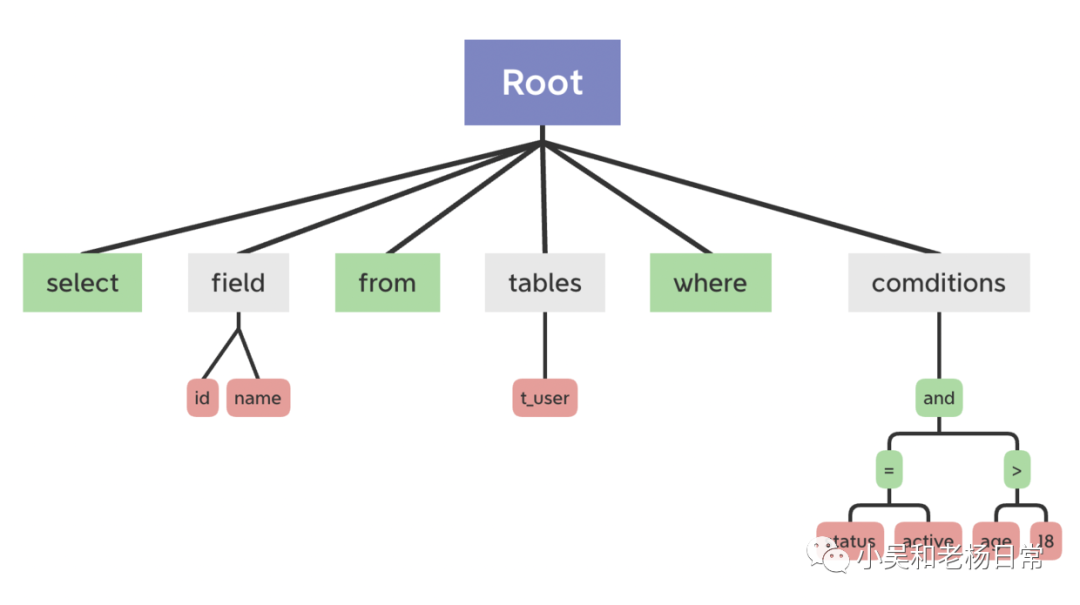 Root
select
field
from
tables
where
comditions
id
name
t_user
and
=
>
tatus
active
age
18
小吴和老杨日常